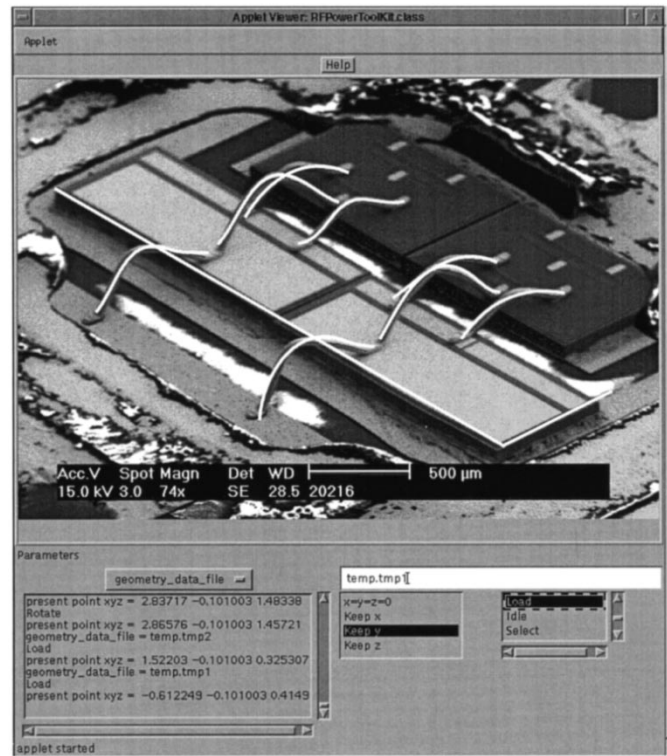 Applet Viewer: RFPowerToolKit.class
Applet
Help
Acc.V Spot Magn Det WD 500 µm
15.0 kV 3.0 74x SE 28.5 20216
Parameters
geometry_data_file
temp.tmp1
present point xyz = 2.83717 -0.101003 1.48338
Rotate
present point xyz = 2.86576 -0.101003 1.45721
geometry_data_file = temp.tmp2
Load
present point xyz = 1.52203 -0.101003 0.325307
geometry_data_file = temp.tmp1
Load
present point xyz = -0.612249 -0.101003 0.4149
x=y=z=0
Keep x
Keep y
Keep z
Load
Idle
Select
applet started